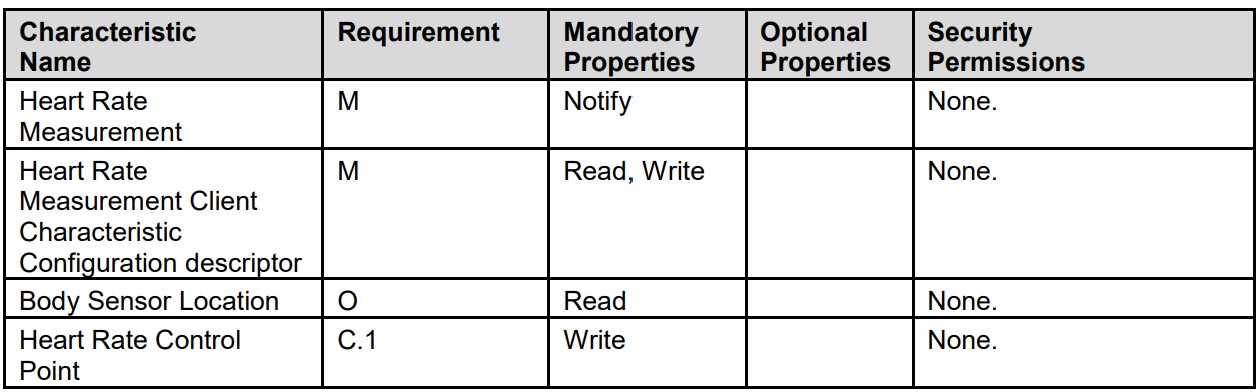 Characteristic Name Requirement Mandatory Properties Optional Properties Security Permissions
Heart Rate Measurement M Notify None.
Heart Rate Measurement Client Characteristic Configuration descriptor M Read, Write None.
Body Sensor Location O Read None.
Heart Rate Control Point C.1 Write None.